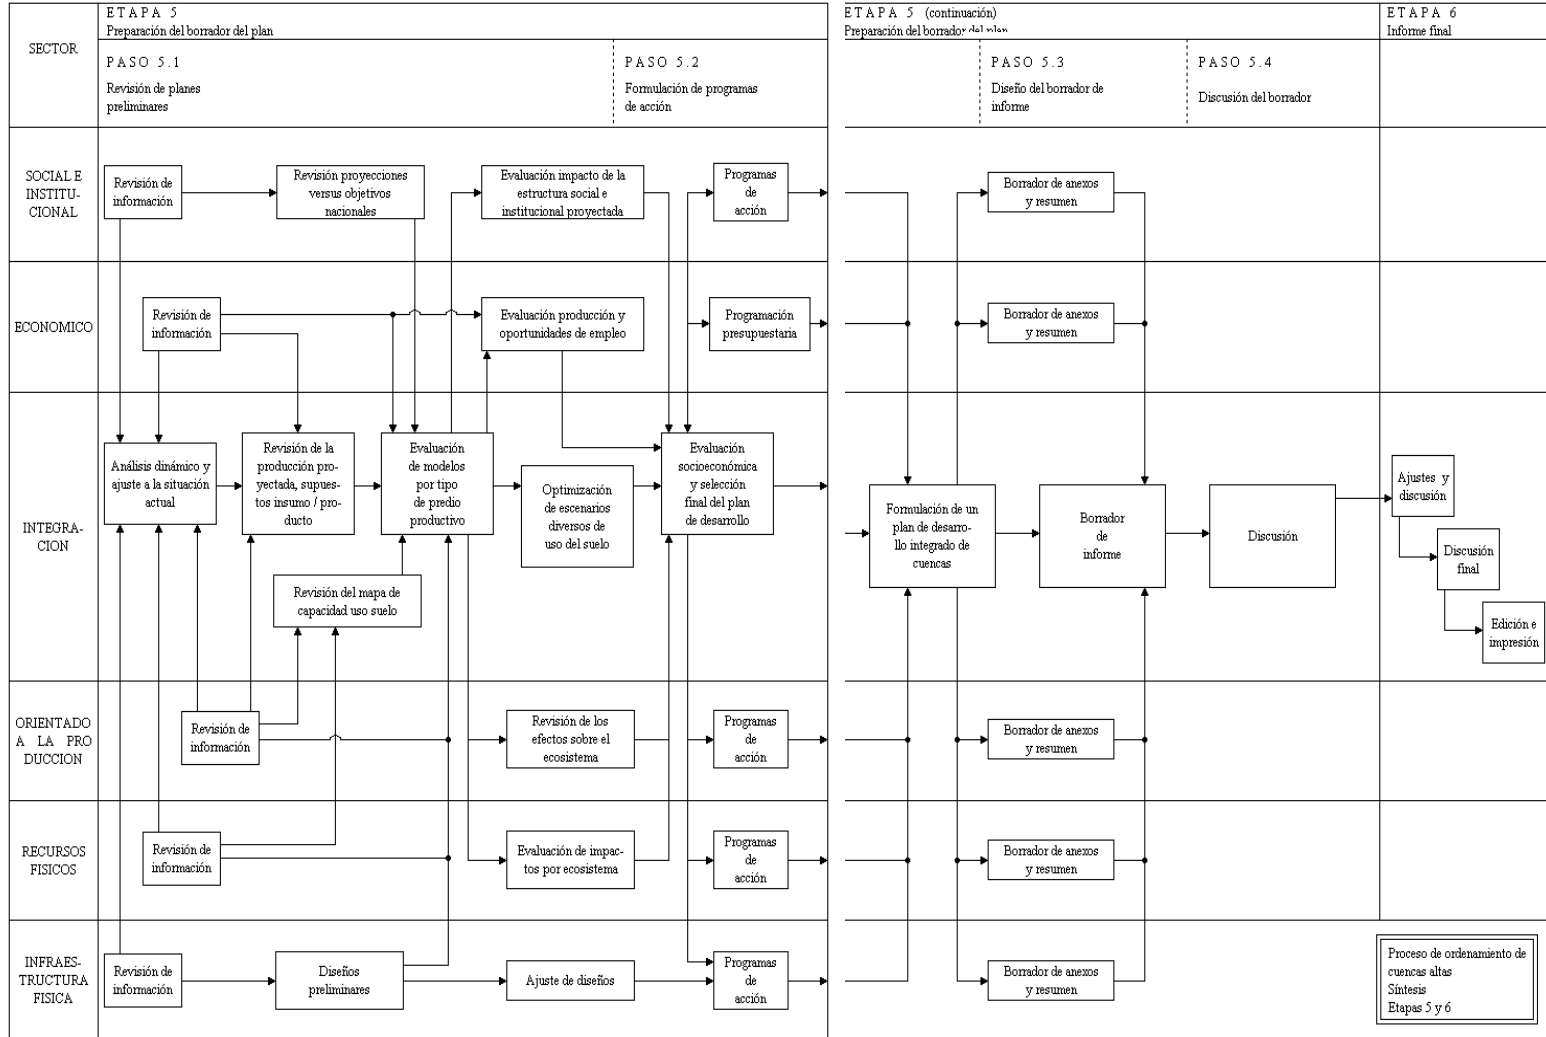 SECTOR
E T A P A 5
Preparación del borrador del plan
PASO 5.1
Revisión de planes
preliminares
PASO 5.2
Formulación de programas
de acción
ETAPA 5 (continuación)
Preparación del borrador del plan
PASO 5.3
Diseño del borrador de
informe
PASO 5.4
Discusión del borrador
E T A P A 6
Informe final
SOCIAL E
INSTITU-
CIONAL
Revisión de
información
Revisión proyecciones
versus objetivos
nacionales
Evaluación impacto de la
estructura social e
institucional proyectada
Programas
de
acción
Borrador de anexos
y resumen
ECONOMICO
Revisión de
información
Evaluación producción y
oportunidades de empleo
Programación
presupuestaria
Borrador de anexos
y resumen
INTEGRA-
CION
Análisis dinámico y
ajuste a la situación
actual
Revisión de la
producción pro-
yectada, supues-
tos insumo / pro-
ducto
Evaluación
de modelos
por tipo
de predio
productivo
Optimización
de escenarios
diversos de
uso del suelo
Evaluación
socioeconómica
y selección
final del plan
de desarrollo
Revisión del mapa de
capacidad uso suelo
Formulación de un
plan de desarro-
llo integrado de
cuencas
Borrador
de
informe
Discusión
Ajustes y
discusión
Discusión
final
Edición e
impresión
ORIENTADO
A LA PRO
DUCCION
Revisión de
información
Revisión de los
efectos sobre el
ecosistema
Programas
de
acción
Borrador de anexos
y resumen
RECURSOS
FISICOS
Revisión de
información
Evaluación de impac-
tos por ecosistema
Programas
de
acción
Borrador de anexos
y resumen
INFRAES-
TRUCTURA
FISICA
Revisión de
información
Diseños
preliminares
Ajuste de diseños
Programas
de
acción
Borrador de anexos
y resumen
Proceso de ordenamiento de
cuencas altas
Síntesis
Etapas 5 y 6